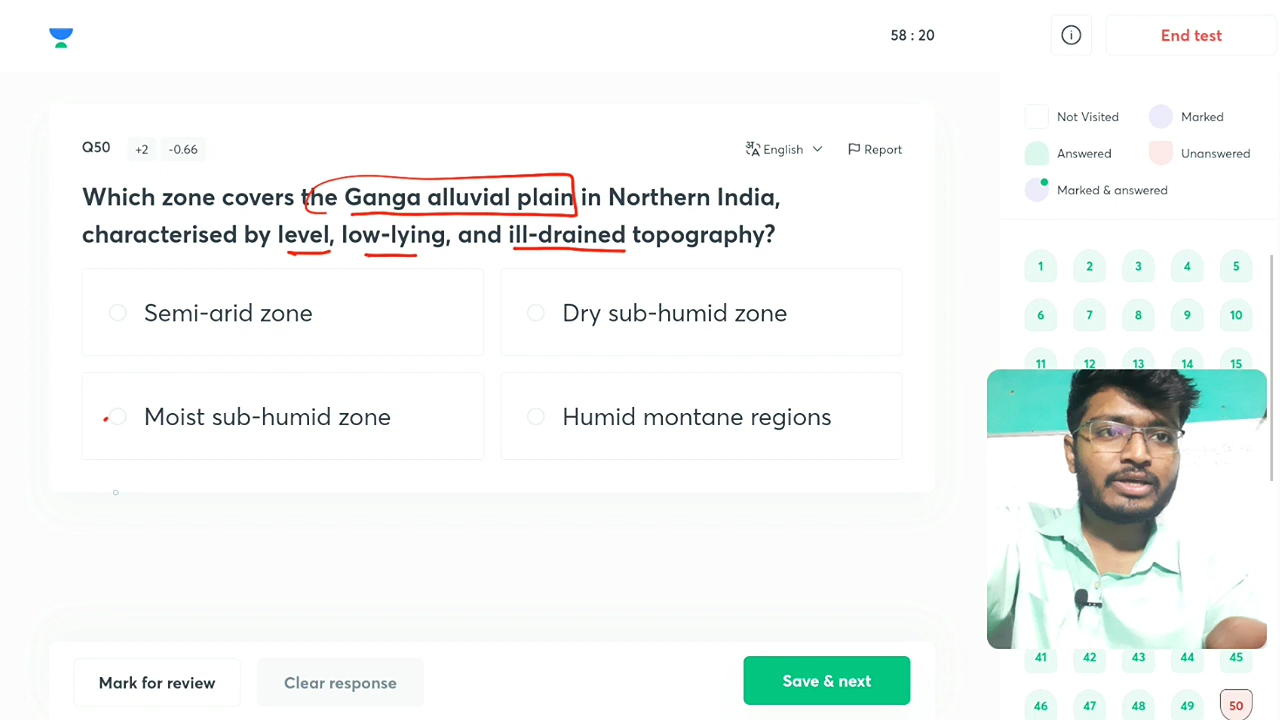 58 : 20
End test
Not Visited
Marked
Answered
Unanswered
Marked & answered
Q50
+2
-0.66
English
Report
Which zone covers the Ganga alluvial plain in Northern India,
characterised by level, low-lying, and ill-drained topography?
Semi-arid zone
Dry sub-humid zone
Moist sub-humid zone
Humid montane regions
1 2 3 4 5
6 7 8 9 10
11 12 13 14 15
41 42 43 44 45
46 47 48 49 50
Mark for review
Clear response
Save & next